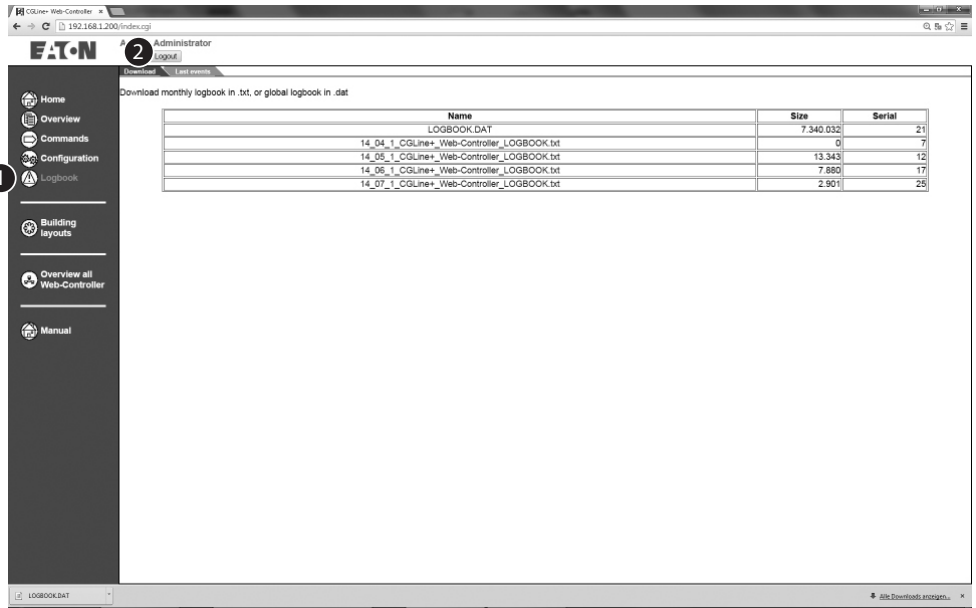 CGLine+ Web-Controller ×
192.168.1.200/index.cgi
EATON
Administrator
2
Logout
Download Last events
Download monthly logbook in .txt, or global logbook in .dat
Home
Overview
Commands
Configuration
1
Logbook
Building
layouts
Overview all
Web-Controller
Manual
Name Size Serial
LOGBOOK.DAT 7.340.032 21
14_04_1_CGLine+_Web-Controller_LOGBOOK.txt 0 7
14_05_1_CGLine+_Web-Controller_LOGBOOK.txt 13.343 12
14_06_1_CGLine+_Web-Controller_LOGBOOK.txt 7.880 17
14_07_1_CGLine+_Web-Controller_LOGBOOK.txt 2.901 25
LOGBOOK.DAT
Alle Downloads anzeigen... ×